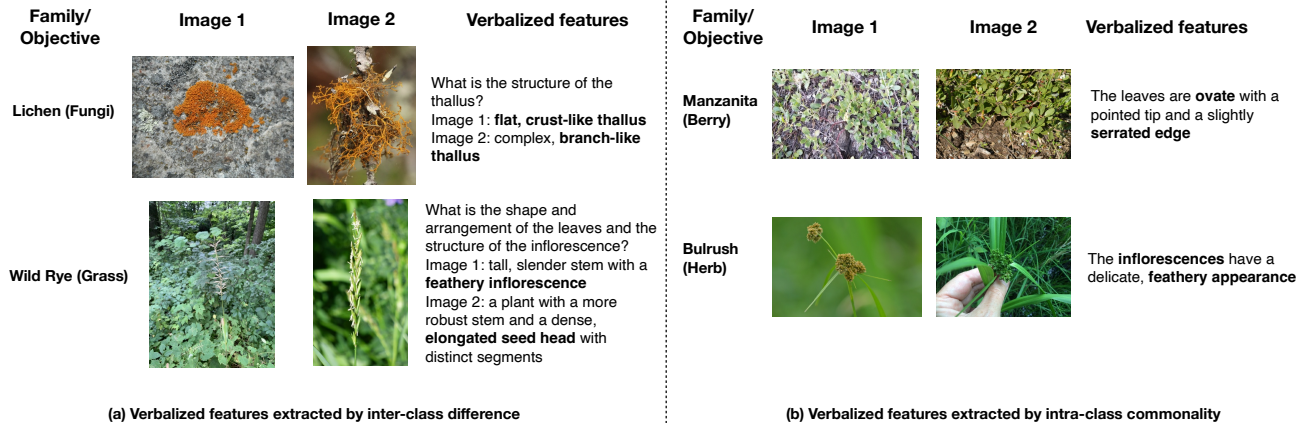 Family/
Objective
Image 1
Image 2
Verbalized features
Lichen (Fungi)
What is the structure of the
thallus?
Image 1: flat, crust-like thallus
Image 2: complex, branch-like
thallus
Wild Rye (Grass)
What is the shape and
arrangement of the leaves and the
structure of the inflorescence?
Image 1: tall, slender stem with a
feathery inflorescence
Image 2: a plant with a more
robust stem and a dense,
elongated seed head with
distinct segments
(a) Verbalized features extracted by inter-class difference
Family/
Objective
Image 1
Image 2
Verbalized features
Manzanita
(Berry)
The leaves are ovate with a
pointed tip and a slightly
serrated edge
Bulrush
(Herb)
The inflorescences have a
delicate, feathery appearance
(b) Verbalized features extracted by intra-class commonality